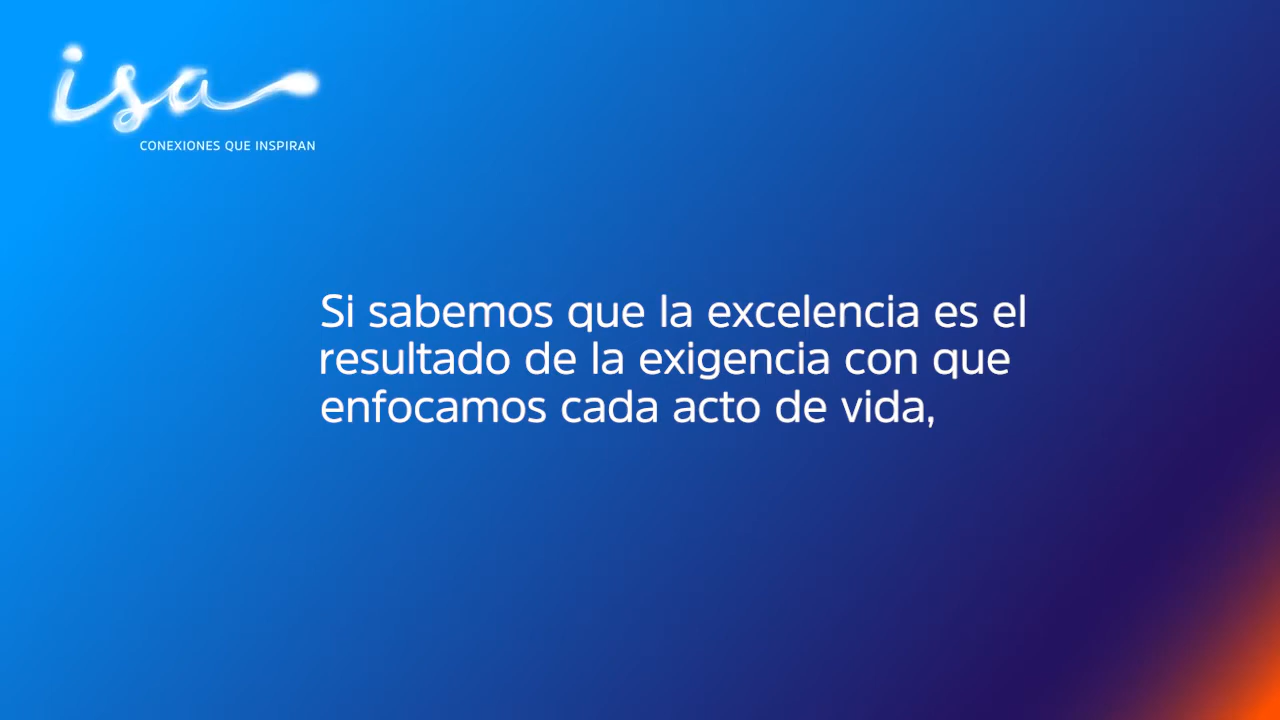 isa
CONEXIONES QUE INSPIRAN
Si sabemos que la excelencia es el
resultado de la exigencia con que
enfocamos cada acto de vida,